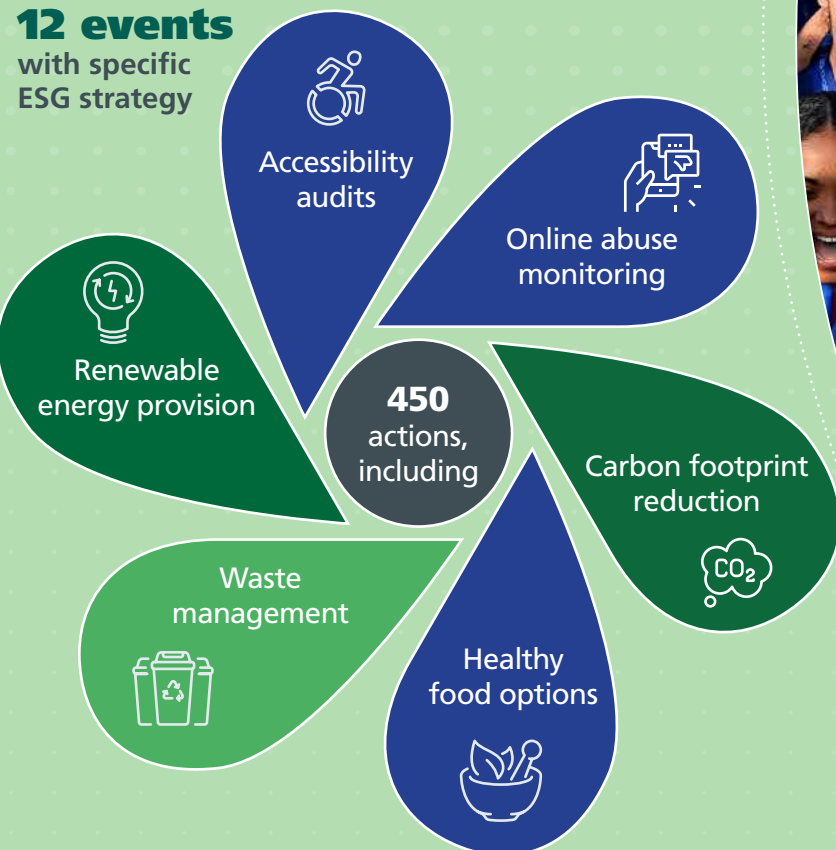 12 events
with specific
ESG strategy
Accessibility
audits
Online abuse
monitoring
Renewable
energy provision
450
actions,
including
Carbon footprint
reduction
CO₂
Waste
management
Healthy
food options